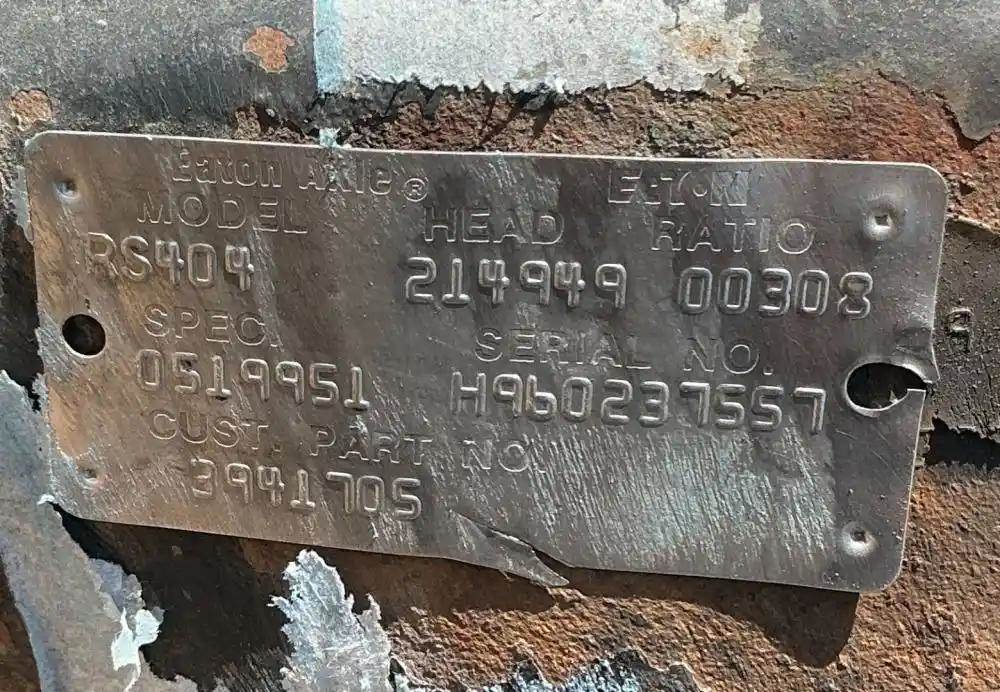 Eaton Axle® E·T·N
MODEL HEAD RATIO
RS404 214949 00308
SPEC. SERIAL NO.
0519951 H960237557
CUST. PART NO.
3941705